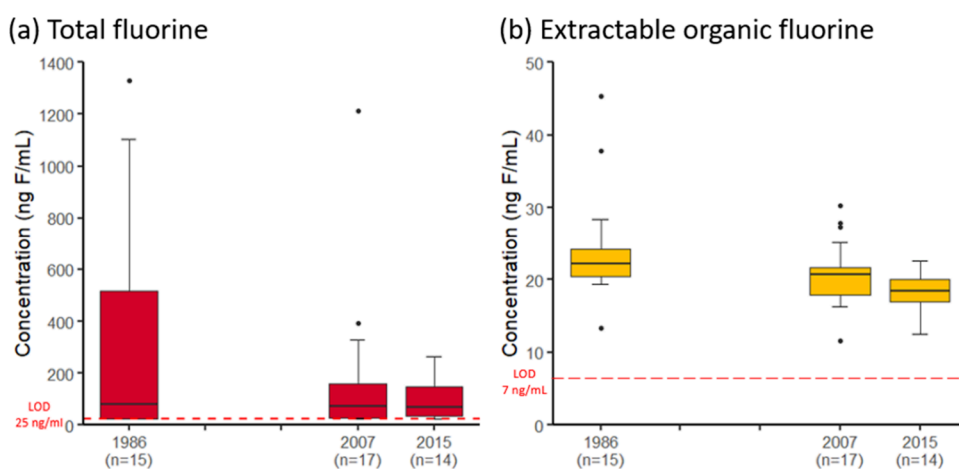 (a) Total fluorine
Concentration (ng F/mL)
1400
1200
1000
800
600
400
200
0
LOD
25 ng/ml
1986
(n=15)
2007
(n=17)
2015
(n=14)
(b) Extractable organic fluorine
Concentration (ng F/mL)
50
40
30
20
10
0
LOD
7 ng/mL
1986
(n=15)
2007
(n=17)
2015
(n=14)